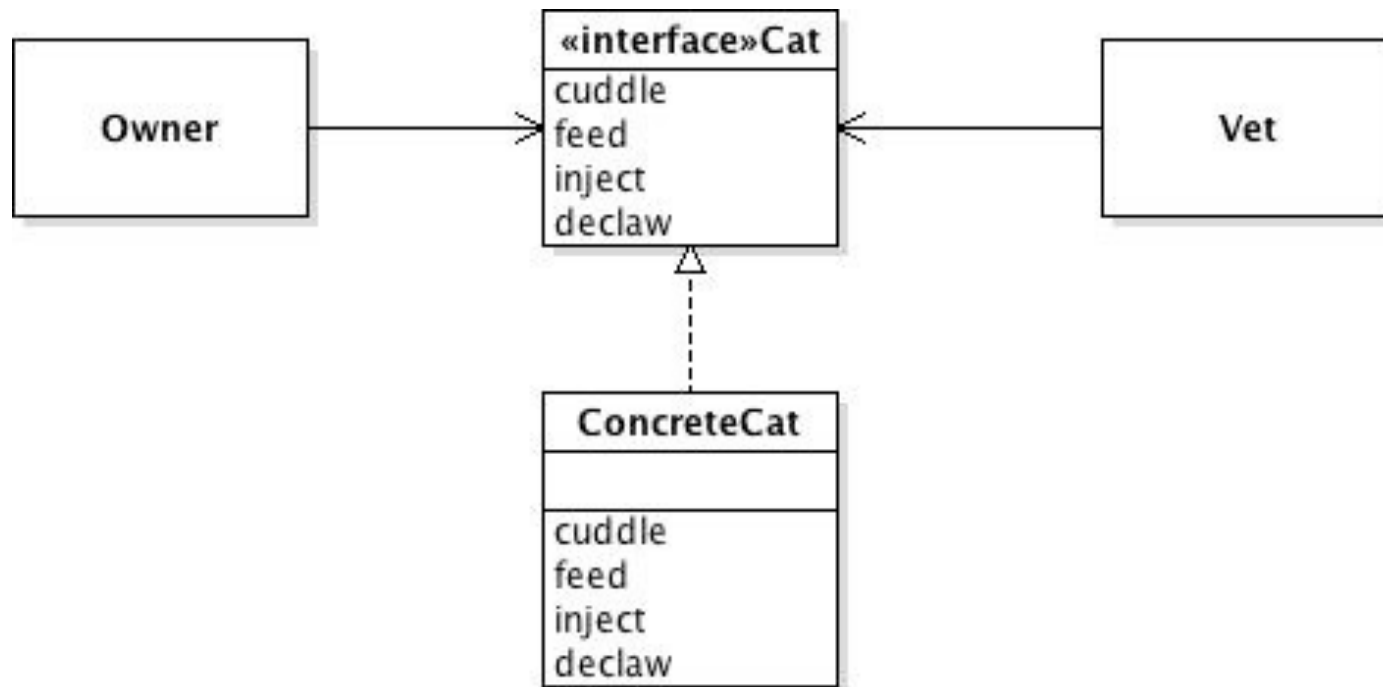 Owner
«interface»Cat
cuddle
feed
inject
declaw
Vet
ConcreteCat
cuddle
feed
inject
declaw